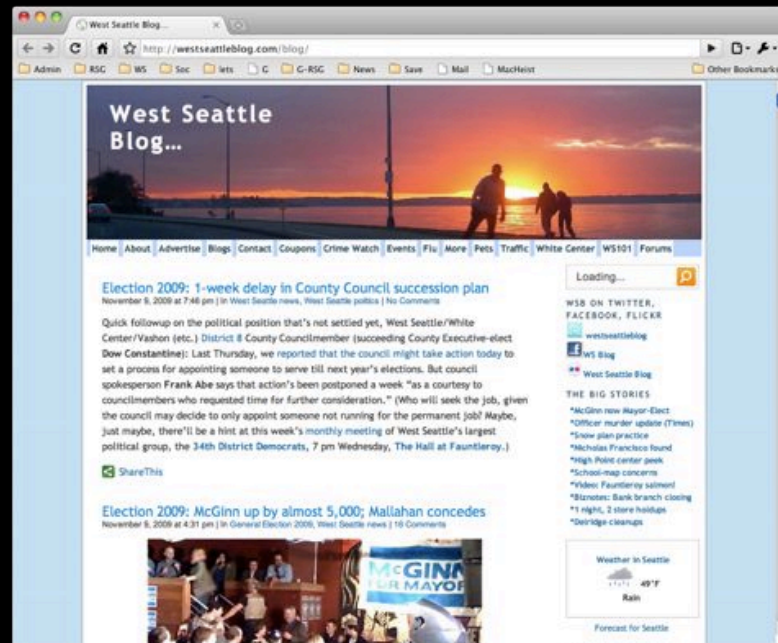 West Seattle Blog...
http://westseattleblog.com/blog/
Admin RSG WS Soc lets G G-RSG News Save Mail MacHeist Other Bookmarks
West Seattle
Blog...
Home About Advertise Blogs Contact Coupons Crime Watch Events Flu More Pets Traffic White Center WS101 Forums
Election 2009: 1-week delay in County Council succession plan
November 9, 2009 at 7:46 pm | In West Seattle news, West Seattle politics | No Comments
Quick followup on the political position that's not settled yet, West Seattle/White
Center/Vashon (etc.) District 8 County Councilmember (succeeding County Executive-elect
Dow Constantine): Last Thursday, we reported that the council might take action today to
set a process for appointing someone to serve till next year's elections. But council
spokesperson Frank Abe says that action's been postponed a week "as a courtesy to
councilmembers who requested time for further consideration." (Who will seek the job, given
the council may decide to only appoint someone not running for the permanent job? Maybe,
just maybe, there'll be a hint at this week's monthly meeting of West Seattle's largest
political group, the 34th District Democrats, 7 pm Wednesday, The Hall at Fauntleroy.)
ShareThis
Election 2009: McGinn up by almost 5,000; Mallahan concedes
November 9, 2009 at 4:31 pm | In General Election 2009, West Seattle news | 16 Comments
McGINN
FOR MAYOR
Loading...
WSB ON TWITTER,
FACEBOOK, FLICKR
westseattleblog
WS Blog
West Seattle Blog
THE BIG STORIES
*McGinn now Mayor-Elect
*Officer murder update (Times)
*Snow plan practice
*Nicholas Francisco found
*High Point center peek
*School-map concerns
*Video: Fauntleroy salmon!
*Biznotes: Bank branch closing
*1 night, 2 store holdups
*Delridge cleanups
Weather in Seattle
49°F
Rain
Forecast for Seattle